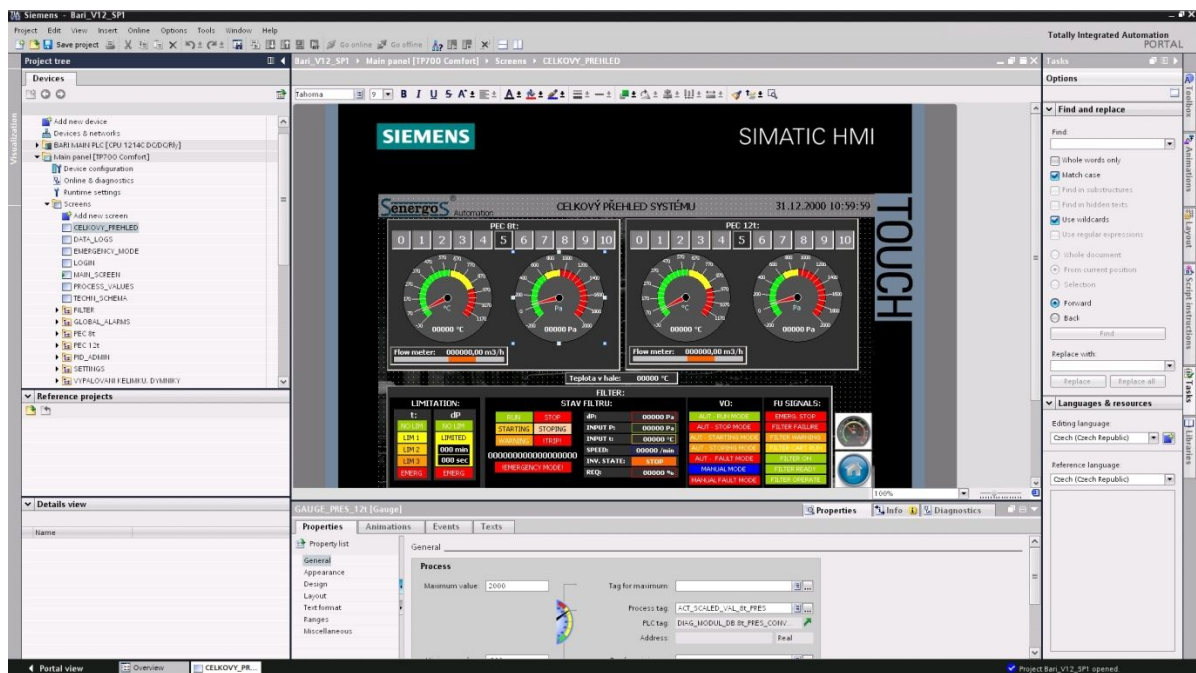 Siemens - Bari_V12_SP1
Project Edit View Insert Online Options Tools Window Help
Save project
Go online
Go offline
Totally Integrated Automation
PORTAL
Project tree
Bari_V12_SP1 ▸ Main panel [TP700 Comfort] ▸ Screens ▸ CELKOVY_PREHLED
Tasks
Devices
Options
Tahoma
9
Find and replace
Add new device
Devices & networks
BARI MAIN PLC [CPU 1214C DC/DC/Rly]
Main panel [TP700 Comfort]
Device configuration
Online & diagnostics
Runtime settings
Screens
Add new screen
CELKOVY_PREHLED
DATA_LOGS
EMERGENCY_MODE
LOGIN
MAIN_SCREEN
PROCESS_VALUES
TECHN_SCHEMA
FILTER
GLOBAL_ALARMS
PEC 8t
PEC 12t
PID_ADMIN
SETTINGS
VYPALOVANI KELIMKU, DYMNIKY
Reference projects
Details view
Name
Visualization
SIEMENS
SIMATIC HMI
TOUCH
SenergoS Automation
CELKOVÝ PŘEHLED SYSTÉMU
31.12.2000 10:59:59
PEC 8t:
PEC 12t:
0 1 2 3 4 5 6 7 8 9 10
0 1 2 3 4 5 6 7 8 9 10
°C
Pa
°C
Pa
00000 °C
00000 Pa
00000 °C
00000 Pa
Flow meter: 000000,00 m3/h
Flow meter: 000000,00 m3/h
Teplota v hale: 00000 °C
FILTER:
LIMITATION:
STAV FILTRU:
VO:
FU SIGNALS:
t:
dP
NO LIM
NO LIM
LIM 1
LIMITED
LIM 2
000 min
LIM 3
000 sec
EMERG
EMERG
RUN
STOP
STARTING
STOPING
WARNING
!TRIP!
0000000000000000
!EMERGENCY MODE!
dP:
00000 Pa
INPUT P:
00000 Pa
INPUT t:
00000 °C
SPEED:
00000 /min
INV. STATE:
STOP
REQ:
00000 %
AUT - RUN MODE
AUT - STOP MODE
AUT - STARTING MODE
AUT - STOPING MODE
AUT - FAULT MODE
MANUAL MODE
MANUAL FAULT MODE
EMERG. STOP
FILTER FAILURE
FILTER WARNING
FILTER ON
FILTER READY
FILTER OPERATE
100%
GAUGE_PRES_12t [Gauge]
Properties
Info
Diagnostics
Properties
Animations
Events
Texts
Property list
General
Appearance
Design
Layout
Text format
Ranges
Miscellaneous
General
Process
Maximum value: 2000
Tag for maximum:
Process tag: ACT_SCALED_VAL_8t_PRES
PLC tag: DIAG_MODUL_DB.8t_PRES_CONV...
Address:
Real
Find:
Whole words only
Match case
Find in substructures
Find in hidden texts
Use wildcards
Use regular expressions
Whole document
From current position
Selection
Forward
Back
Find
Replace with:
Replace
Replace all
Languages & resources
Editing language:
Czech (Czech Republic)
Reference language:
Czech (Czech Republic)
Toolbox
Animations
Layout
Script instructions
Tasks
Libraries
Portal view
Overview
CELKOVY_PR...
Project Bari_V12_SP1 opened.